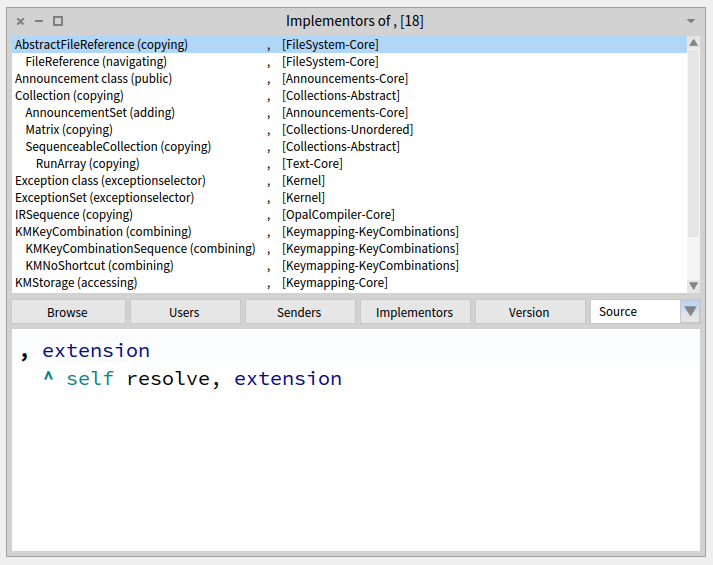 Implementors of , [18]
AbstractFileReference (copying) , [FileSystem-Core]
FileReference (navigating) , [FileSystem-Core]
Announcement class (public) , [Announcements-Core]
Collection (copying) , [Collections-Abstract]
AnnouncementSet (adding) , [Announcements-Core]
Matrix (copying) , [Collections-Unordered]
SequenceableCollection (copying) , [Collections-Abstract]
RunArray (copying) , [Text-Core]
Exception class (exceptionselector) , [Kernel]
ExceptionSet (exceptionselector) , [Kernel]
IRSequence (copying) , [OpalCompiler-Core]
KMKeyCombination (combining) , [Keymapping-KeyCombinations]
KMKeyCombinationSequence (combining) , [Keymapping-KeyCombinations]
KMNoShortcut (combining) , [Keymapping-KeyCombinations]
KMStorage (accessing) , [Keymapping-Core]
Browse Users Senders Implementors Version Source
, extension
^ self resolve, extension